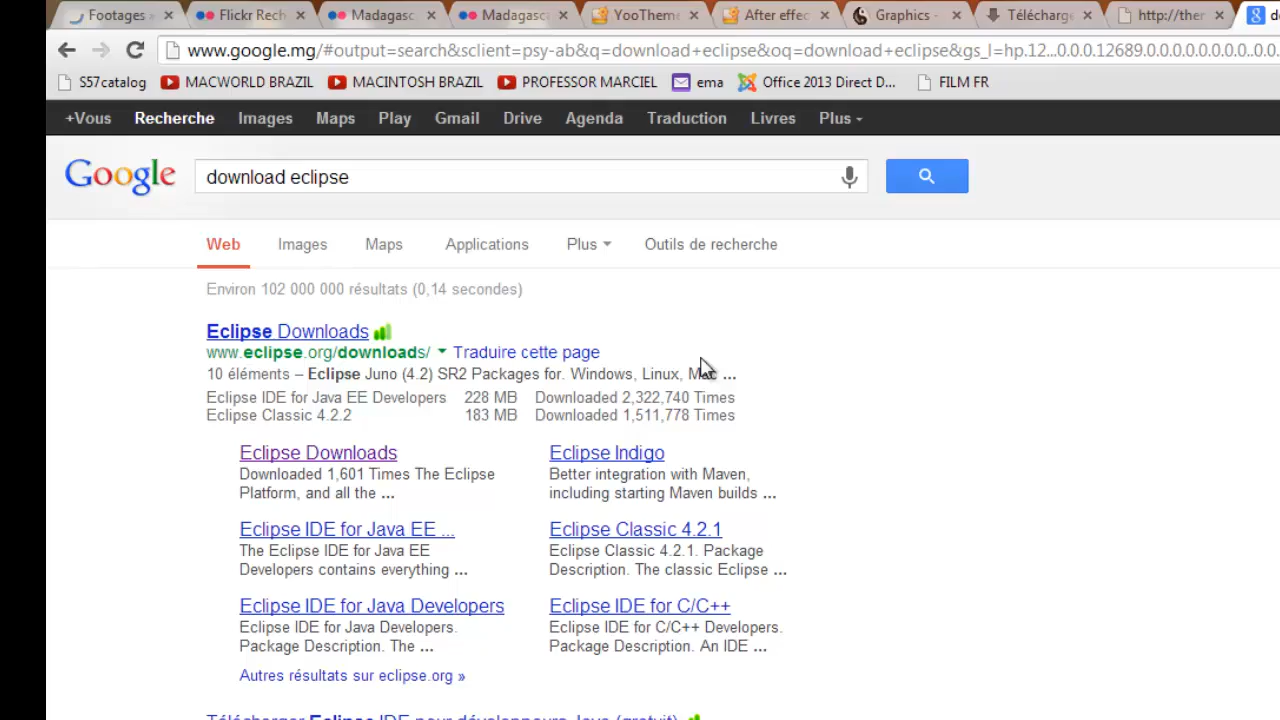 Footages Flickr Rech Madagasc Madagasc YooTheme After effec Graphics - Télécharge http://ther
www.google.mg/#output=search&sclient=psy-ab&q=download+eclipse&oq=download+eclipse&gs_l=hp.12...0.0.0.12689.0.0.0.0.0.0.0.0.
S57catalog MACWORLD BRAZIL MACINTOSH BRAZIL PROFESSOR MARCIEL ema Office 2013 Direct D... FILM FR
+Vous Recherche Images Maps Play Gmail Drive Agenda Traduction Livres Plus
Google download eclipse
Web Images Maps Applications Plus Outils de recherche
Environ 102 000 000 résultats (0,14 secondes)
Eclipse Downloads
www.eclipse.org/downloads/ Traduire cette page
10 éléments – Eclipse Juno (4.2) SR2 Packages for. Windows, Linux, Mac ...
Eclipse IDE for Java EE Developers 228 MB Downloaded 2,322,740 Times
Eclipse Classic 4.2.2 183 MB Downloaded 1,511,778 Times
Eclipse Downloads
Downloaded 1,601 Times The Eclipse
Platform, and all the ...
Eclipse Indigo
Better integration with Maven,
including starting Maven builds ...
Eclipse IDE for Java EE ...
The Eclipse IDE for Java EE
Developers contains everything ...
Eclipse Classic 4.2.1
Eclipse Classic 4.2.1. Package
Description. The classic Eclipse ...
Eclipse IDE for Java Developers
Eclipse IDE for Java Developers.
Package Description. The ...
Eclipse IDE for C/C++
Eclipse IDE for C/C++ Developers.
Package Description. An IDE ...
Autres résultats sur eclipse.org »
Télécharger Eclipse IDE pour développeurs Java (gratuit)